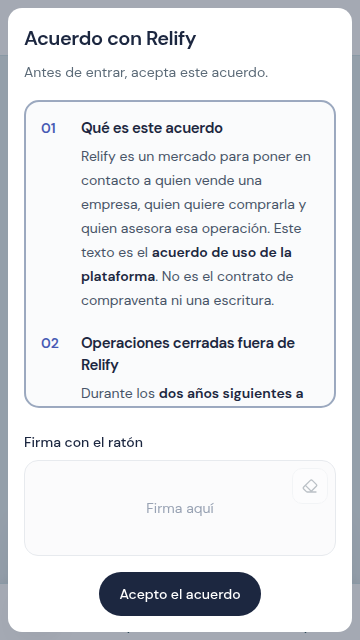 Acuerdo con Relify
Antes de entrar, acepta este acuerdo.
01 Qué es este acuerdo
Relify es un mercado para poner en
contacto a quien vende una
empresa, quien quiere comprarla y
quien asesora esa operación. Este
texto es el acuerdo de uso de la
plataforma. No es el contrato de
compraventa ni una escritura.
02 Operaciones cerradas fuera de
Relify
Durante los dos años siguientes a
Firma con el ratón
Firma aquí
Acepto el acuerdo